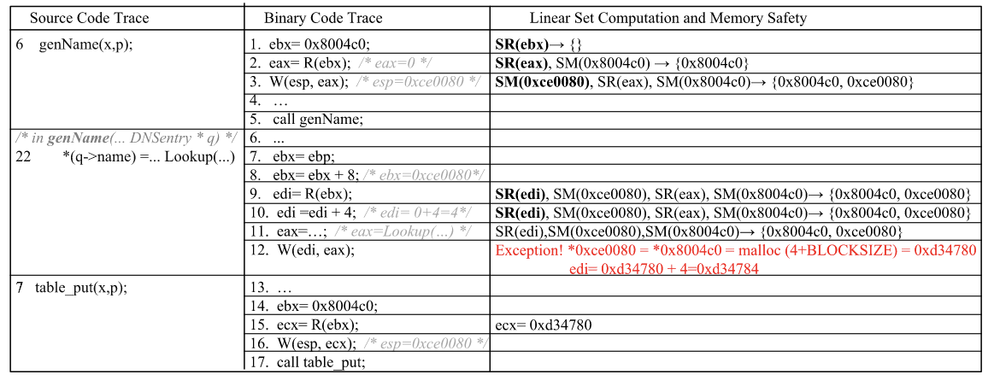 Source Code Trace Binary Code Trace Linear Set Computation and Memory Safety
6 genName(x,p); 1. ebx= 0x8004c0; SR(ebx)→ {}
2. eax= R(ebx); /* eax=0 */ SR(eax), SM(0x8004c0) → {0x8004c0}
3. W(esp, eax); /* esp=0xce0080 */ SM(0xce0080), SR(eax), SM(0x8004c0)→ {0x8004c0, 0xce0080}
4. …
5. call genName;
/* in genName(... DNSentry * q) */ 6. ...
22 *(q->name) =... Lookup(...) 7. ebx= ebp;
8. ebx= ebx + 8; /* ebx=0xce0080*/
9. edi= R(ebx); SR(edi), SM(0xce0080), SR(eax), SM(0x8004c0)→ {0x8004c0, 0xce0080}
10. edi =edi + 4; /* edi= 0+4=4*/ SR(edi), SM(0xce0080), SR(eax), SM(0x8004c0)→ {0x8004c0, 0xce0080}
11. eax=…; /* eax=Lookup(...) */ SR(edi),SM(0xce0080),SM(0x8004c0)→ {0x8004c0, 0xce0080}
12. W(edi, eax); Exception! *0xce0080 = *0x8004c0 = malloc (4+BLOCKSIZE) = 0xd34780
edi= 0xd34780 + 4=0xd34784
7 table_put(x,p); 13. …
14. ebx= 0x8004c0;
15. ecx= R(ebx); ecx= 0xd34780
16. W(esp, ecx); /* esp=0xce0080 */
17. call table_put;